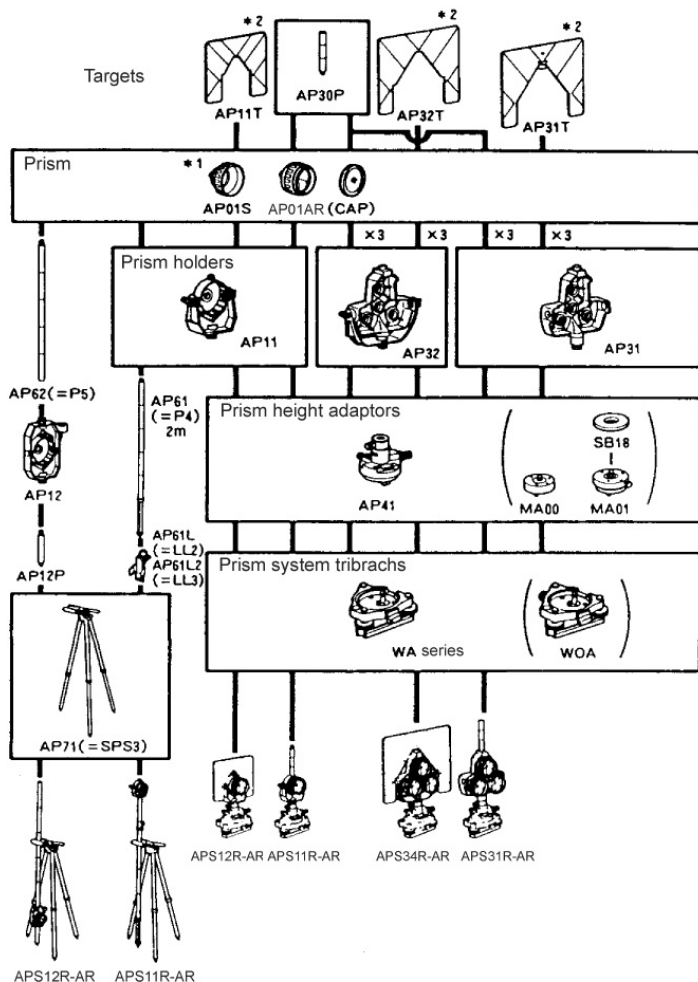 *2
*2
*2
Targets
AP30P
AP11T
AP32T
AP31T
Prism
*1
AP01S
AP01AR (CAP)
×3
×3
×3
×3
Prism holders
AP11
AP32
AP31
AP62(=P5)
AP61
(=P4)
2m
Prism height adaptors
SB18
AP12
AP41
MA00
MA01
AP61L
(=LL2)
AP61L2
(=LL3)
AP12P
Prism system tribrachs
WA series
WOA
AP71(=SPS3)
APS12R-AR
APS11R-AR
APS34R-AR
APS31R-AR
APS12R-AR
APS11R-AR